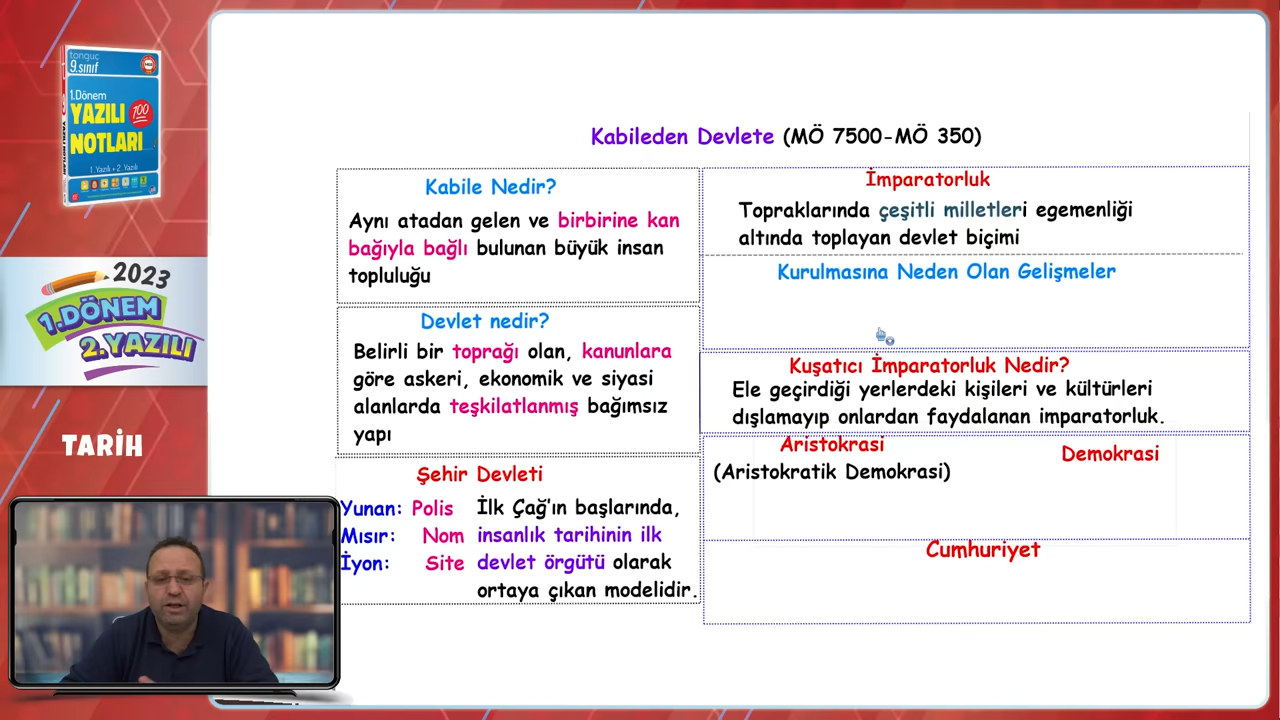 tonguç
9.sınıf
1.Dönem
YAZILI
100
NOTLARI
1.Yazılı + 2.Yazılı
YAZILI NOTLARI
2023
1.DÖNEM
2.YAZILI
TARİH
Kabileden Devlete (MÖ 7500-MÖ 350)
Kabile Nedir?
Aynı atadan gelen ve birbirine kan
bağıyla bağlı bulunan büyük insan
topluluğu
Devlet nedir?
Belirli bir toprağı olan, kanunlara
göre askeri, ekonomik ve siyasi
alanlarda teşkilatlanmış bağımsız
yapı
Şehir Devleti
Yunan: Polis
Mısır: Nom
İyon: Site
İlk Çağ'ın başlarında,
insanlık tarihinin ilk
devlet örgütü olarak
ortaya çıkan modelidir.
İmparatorluk
Topraklarında çeşitli milletleri egemenliği
altında toplayan devlet biçimi
Kurulmasına Neden Olan Gelişmeler
Kuşatıcı İmparatorluk Nedir?
Ele geçirdiği yerlerdeki kişileri ve kültürleri
dışlamayıp onlardan faydalanan imparatorluk.
Aristokrasi
(Aristokratik Demokrasi)
Demokrasi
Cumhuriyet